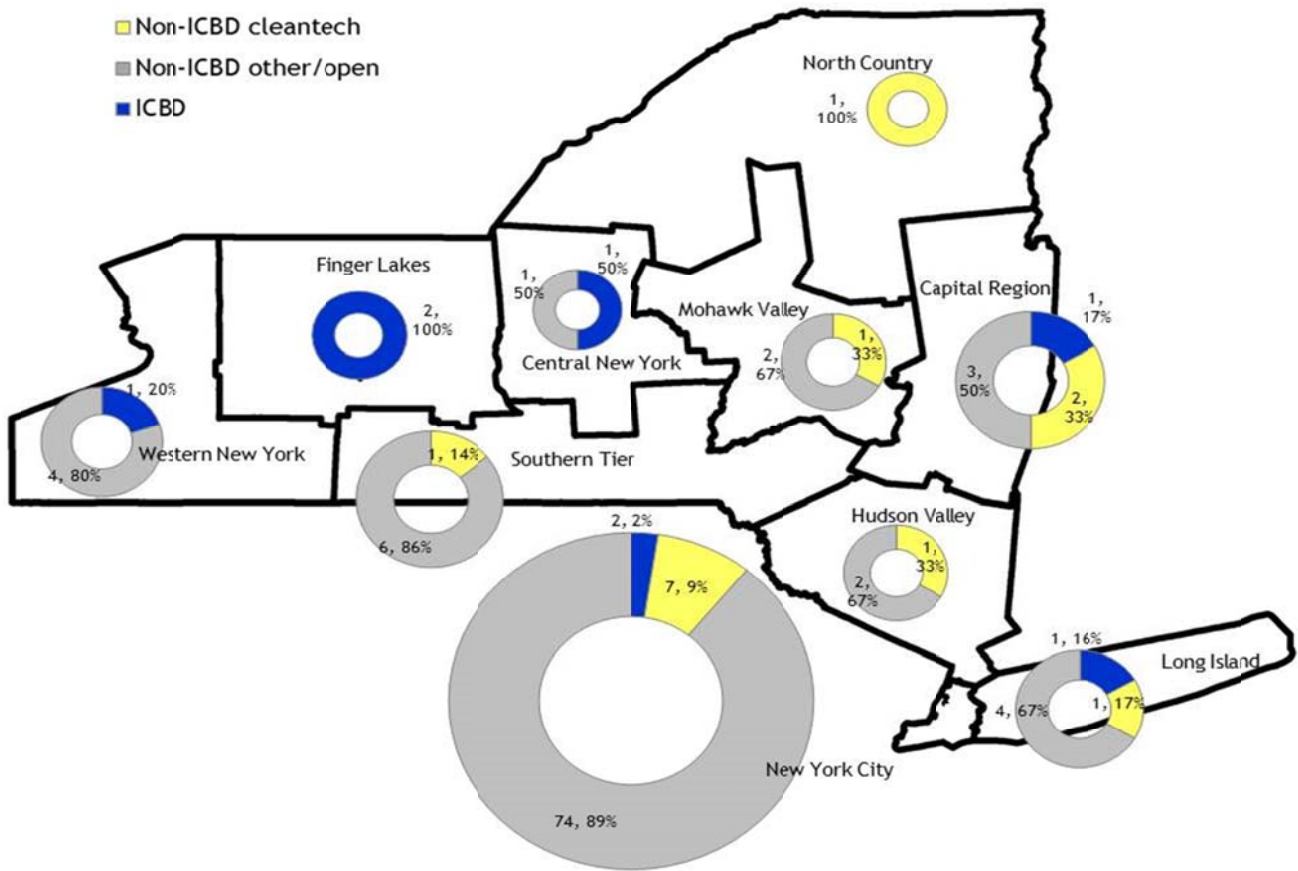 Non-ICBD cleantech
Non-ICBD other/open
ICBD
North Country
1,
100%
Finger Lakes
2,
100%
1,
50%
1,
50%
Central New York
Mohawk Valley
1,
33%
2,
67%
Capital Region
1,
17%
3,
50%
2,
33%
1, 20%
Western New York
4, 80%
1, 14%
Southern Tier
6, 86%
Hudson Valley
1,
33%
2,
67%
2, 2%
7, 9%
74, 89%
New York City
1, 16%
Long Island
4, 67%
1, 17%